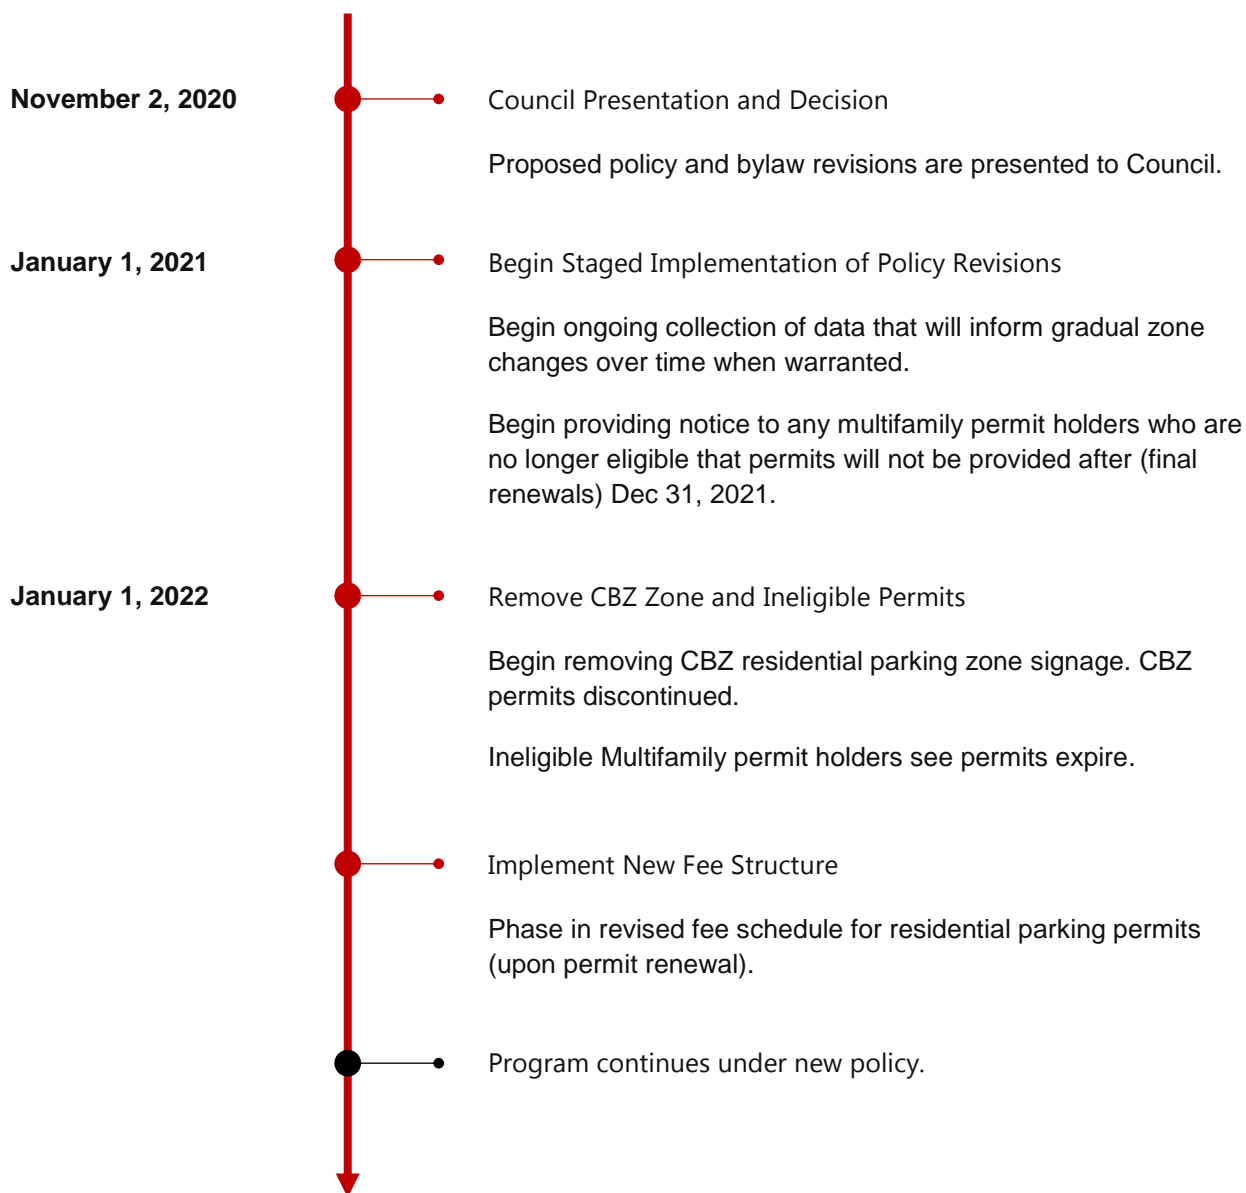 November 2, 2020
Council Presentation and Decision
Proposed policy and bylaw revisions are presented to Council.
January 1, 2021
Begin Staged Implementation of Policy Revisions
Begin ongoing collection of data that will inform gradual zone
changes over time when warranted.
Begin providing notice to any multifamily permit holders who are
no longer eligible that permits will not be provided after (final
renewals) Dec 31, 2021.
January 1, 2022
Remove CBZ Zone and Ineligible Permits
Begin removing CBZ residential parking zone signage. CBZ
permits discontinued.
Ineligible Multifamily permit holders see permits expire.
Implement New Fee Structure
Phase in revised fee schedule for residential parking permits
(upon permit renewal).
Program continues under new policy.